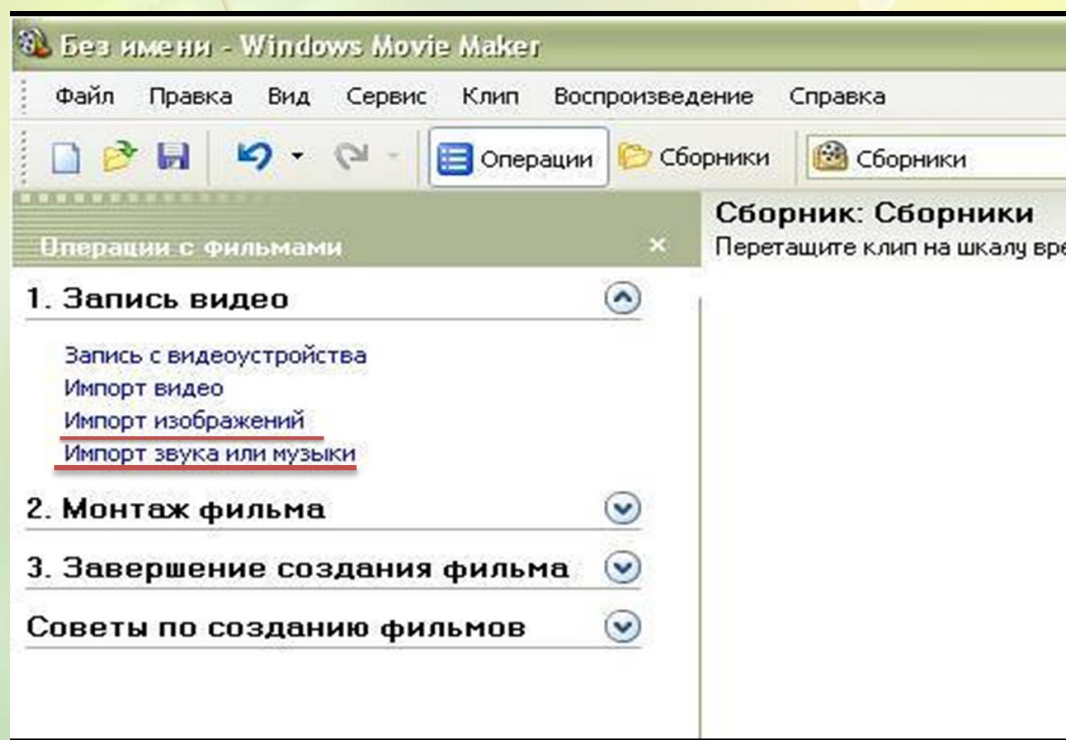 Без имени - Windows Movie Maker
Файл Правка Вид Сервис Клип Воспроизведение Справка
Операции Сборники Сборники
Операции с фильмами
Сборник: Сборники
Перетащите клип на шкалу вре
1. Запись видео
Запись с видеоустройства
Импорт видео
Импорт изображений
Импорт звука или музыки
2. Монтаж фильма
3. Завершение создания фильма
Советы по созданию фильмов